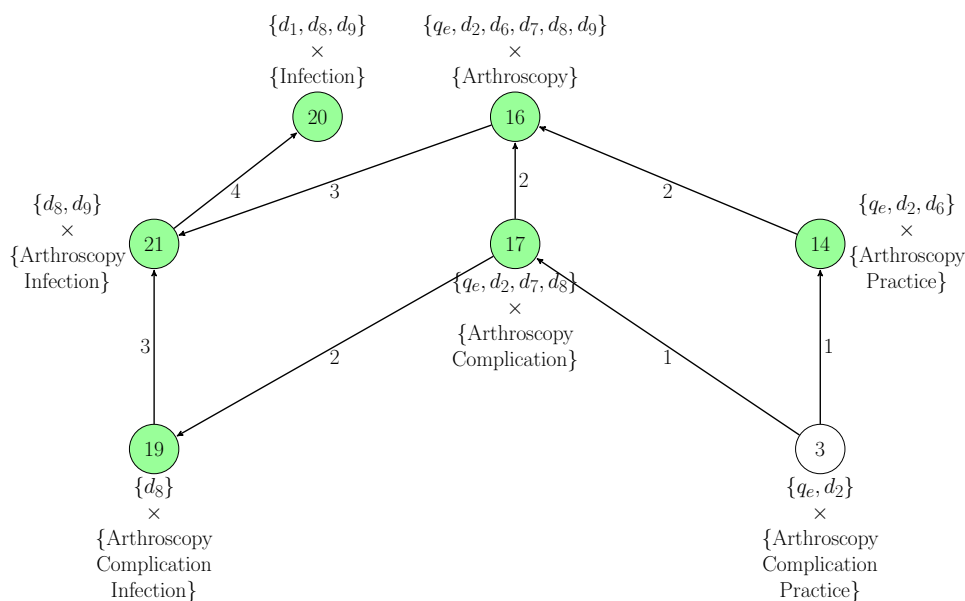 {d₁, d₈, d₉}
×
{Infection}
20
{qₑ, d₂, d₆, d₇, d₈, d₉}
×
{Arthroscopy}
16
4
3
2
2
{d₈, d₉}
×
{Arthroscopy
Infection}
21
17
{qₑ, d₂, d₇, d₈}
×
{Arthroscopy
Complication}
14
{qₑ, d₂, d₆}
×
{Arthroscopy
Practice}
3
2
1
1
19
{d₈}
×
{Arthroscopy
Complication
Infection}
3
{qₑ, d₂}
×
{Arthroscopy
Complication
Practice}